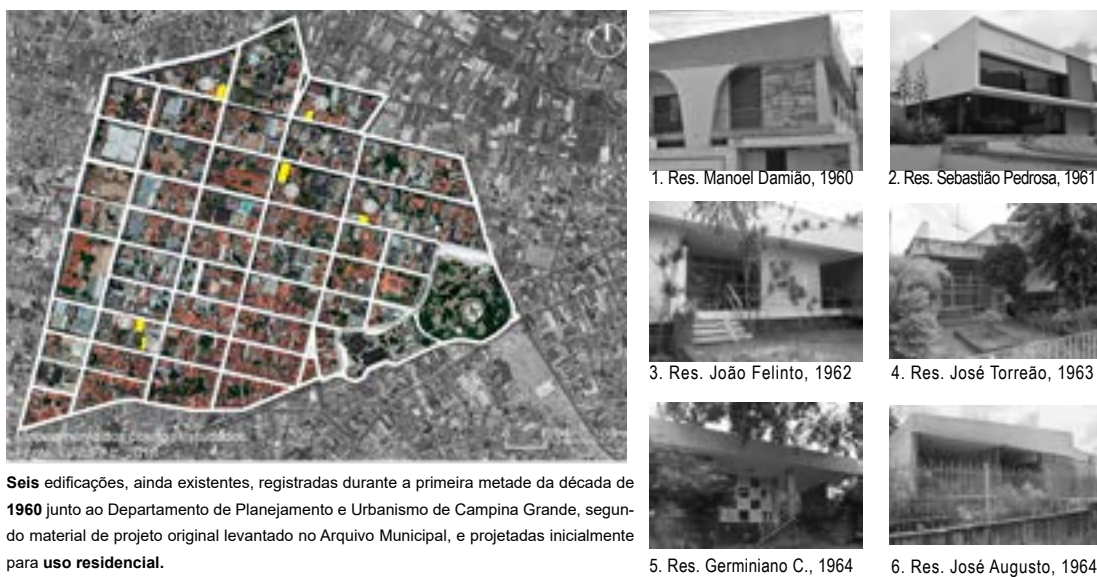 1. Res. Manoel Damião, 1960
2. Res. Sebastião Pedrosa, 1961
3. Res. João Felinto, 1962
4. Res. José Torreão, 1963
Seis edificações, ainda existentes, registradas durante a primeira metade da década de
1960 junto ao Departamento de Planejamento e Urbanismo de Campina Grande, segun-
do material de projeto original levantado no Arquivo Municipal, e projetadas inicialmente
para uso residencial.
5. Res. Germiniano C., 1964
6. Res. José Augusto, 1964